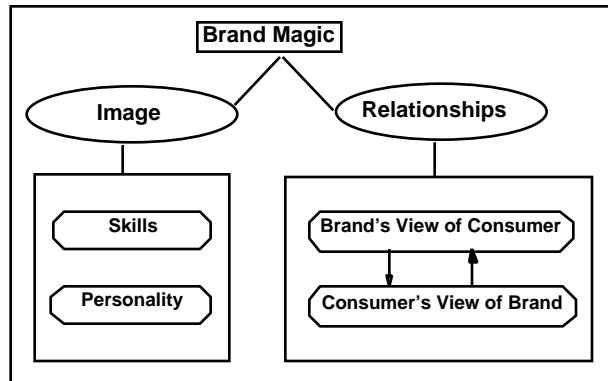 Brand Magic
Image
Relationships
Skills
Personality
Brand's View of Consumer
Consumer's View of Brand